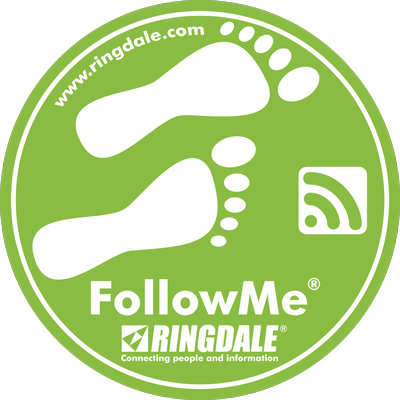 www.ringdale.com
FollowMe®
RINGDALE®
Connecting people and information